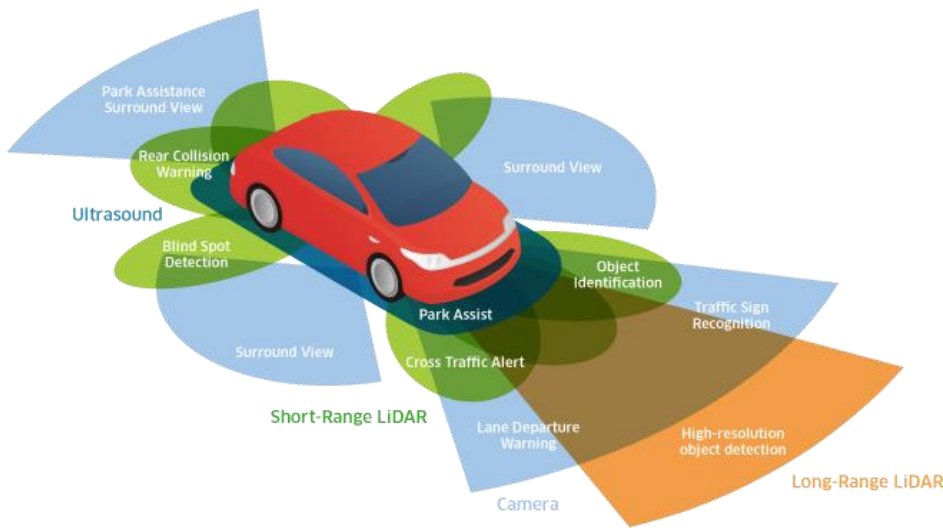 Park Assistance
Surround View
Rear Collision
Warning
Surround View
Ultrasound
Blind Spot
Detection
Object
Identification
Traffic Sign
Recognition
Park Assist
Surround View
Cross Traffic Alert
Short-Range LiDAR
Lane Departure
Warning
High-resolution
object detection
Long-Range LiDAR
Camera